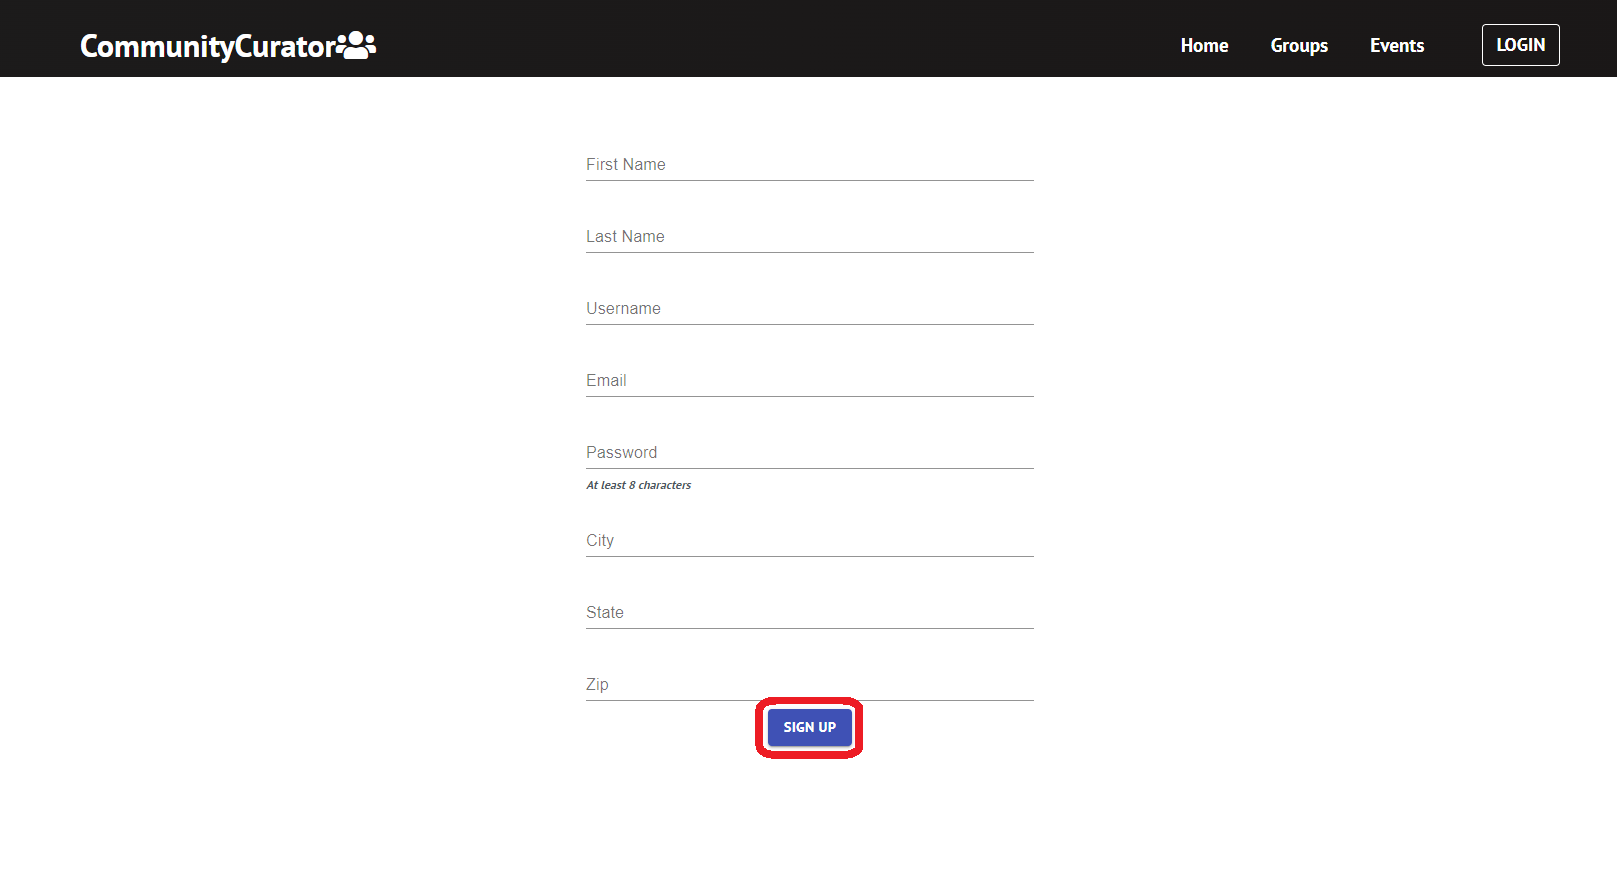 CommunityCurator
Home Groups Events LOGIN
First Name
Last Name
Username
Email
Password
At least 8 characters
City
State
Zip
SIGN UP